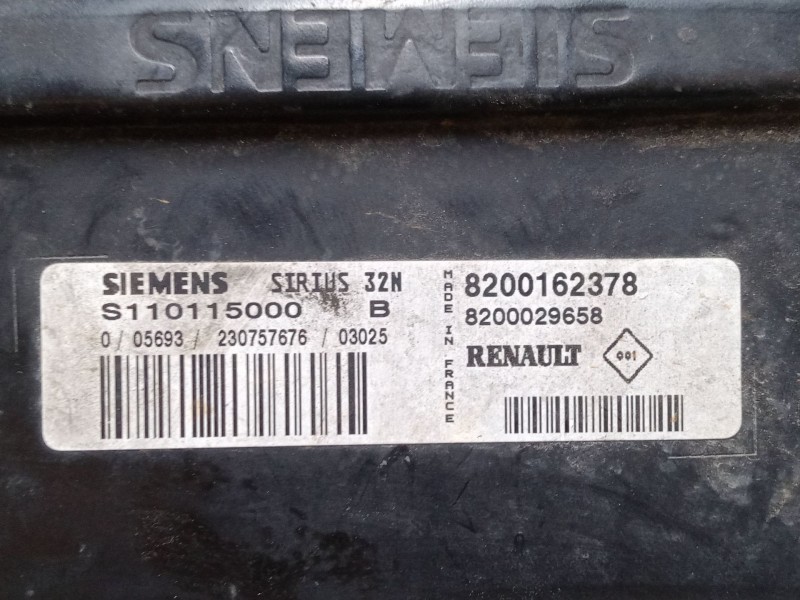 SIEMENS
SIEMENS SIRIUS 32N
S110115000 B
0 / 05693 / 230757676 / 03025
MADE IN FRANCE
8200162378
8200029658
RENAULT 001